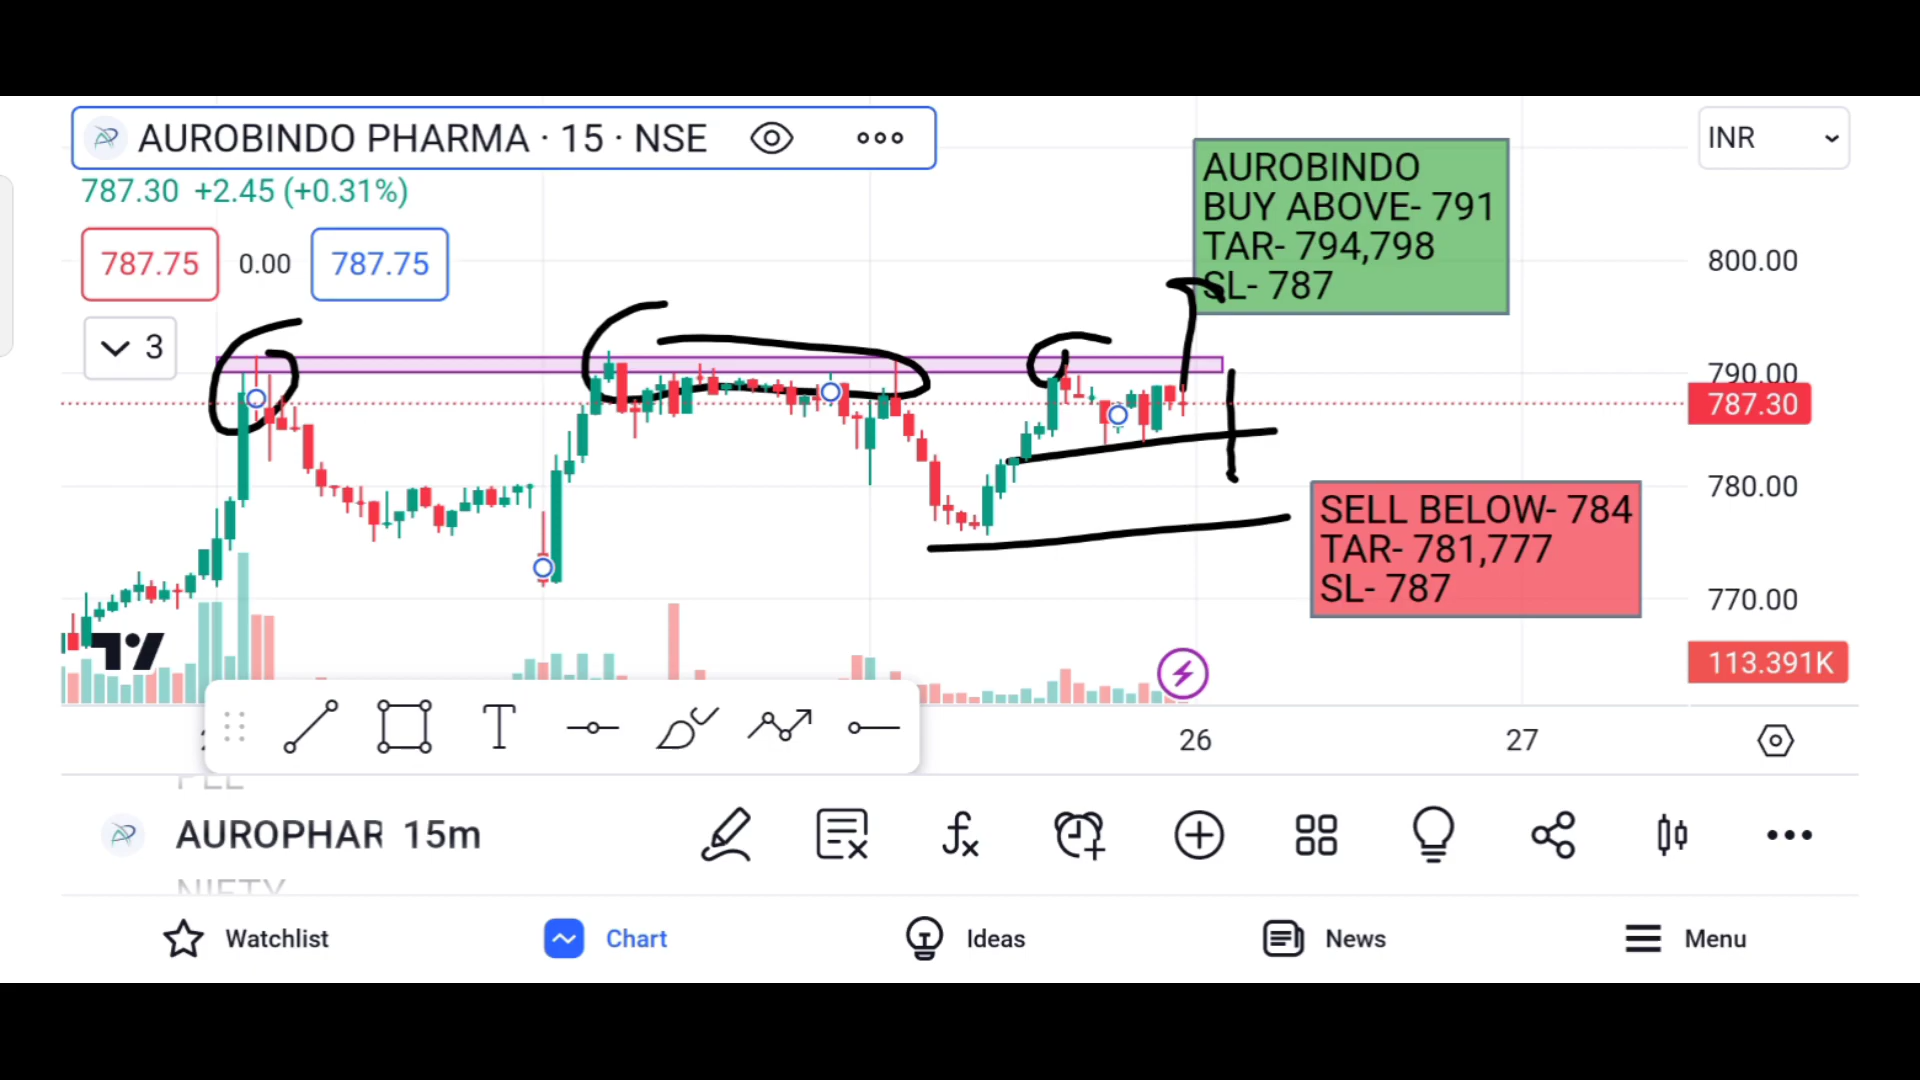 AUROBINDO PHARMA · 15 · NSE
INR
787.30 +2.45 (+0.31%)
787.75 0.00 787.75
3
AUROBINDO
BUY ABOVE- 791
TAR- 794,798
SL- 787
800.00
790.00
787.30
780.00
770.00
113.391K
SELL BELOW- 784
TAR- 781,777
SL- 787
26 27
AUROPHAR 15m
NIFTY
Watchlist Chart Ideas News Menu